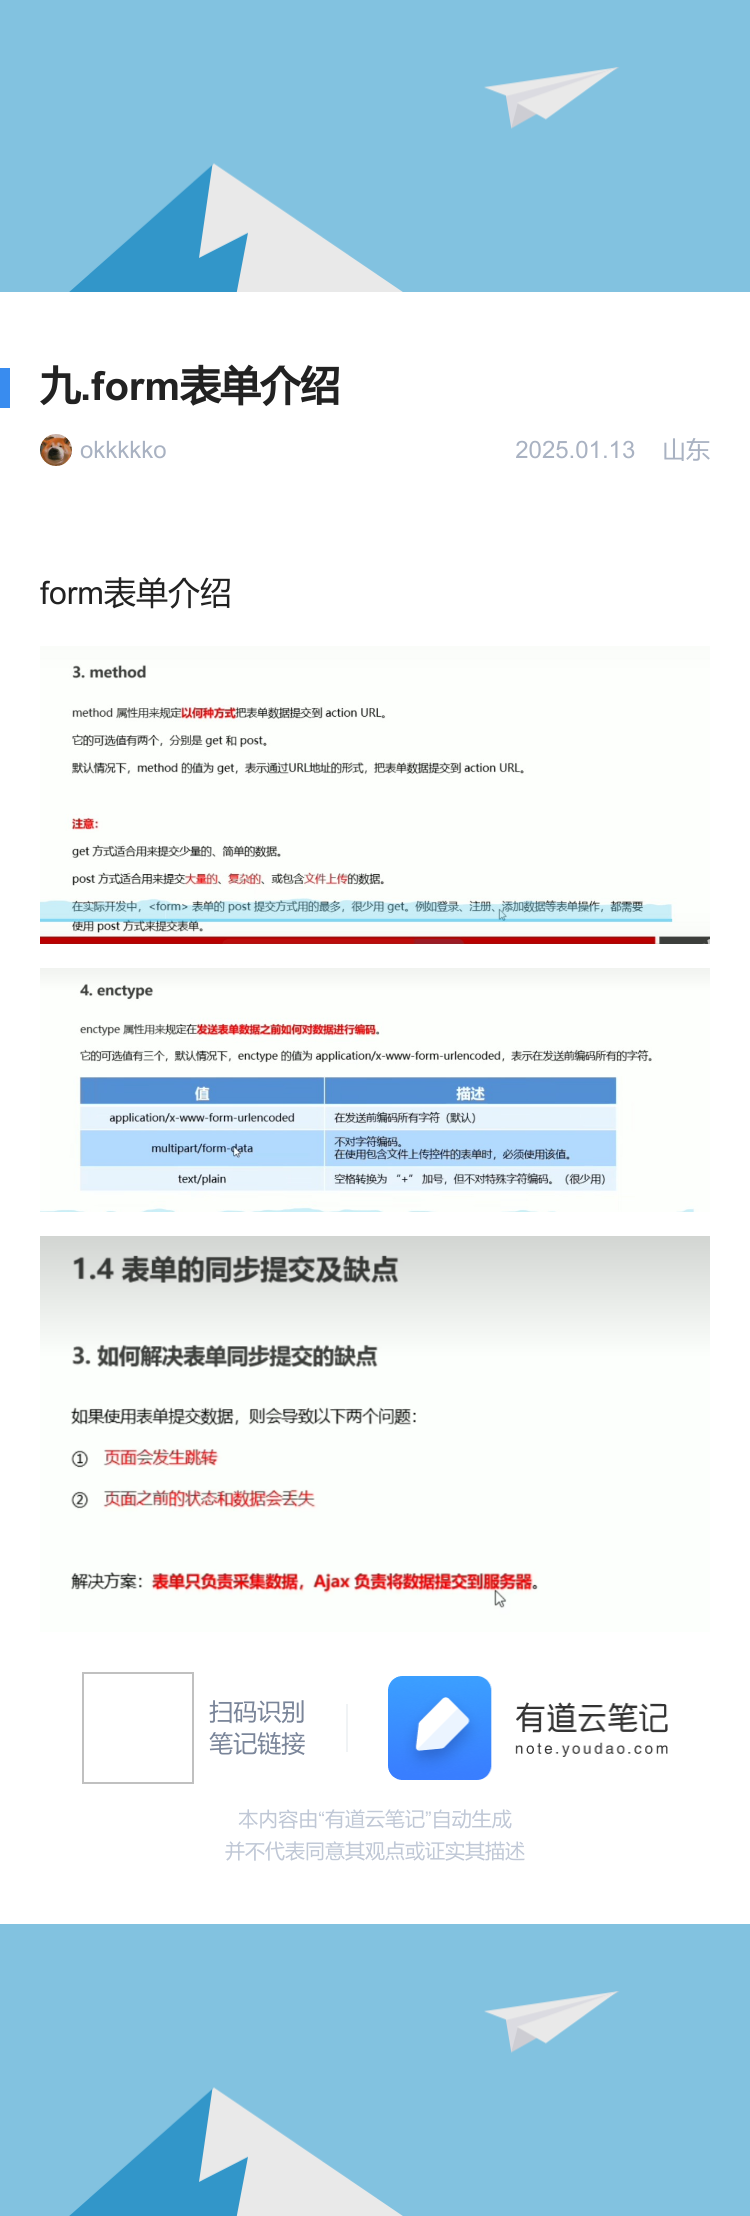 九.form表单介绍
okkkkko 2025.01.13 山东
form表单介绍
3. method
method 属性用来规定以何种方式把表单数据提交到 action URL。
它的可选值有两个，分别是 get 和 post。
默认情况下，method 的值为 get，表示通过URL地址的形式，把表单数据提交到 action URL。
注意：
get 方式适合用来提交少量的、简单的数据。
post 方式适合用来提交大量的、复杂的、或包含文件上传的数据。
在实际开发中，<form> 表单的 post 提交方式用的最多，很少用 get。例如登录、注册、添加数据等表单操作，都需要
使用 post 方式来提交表单。
4. enctype
enctype 属性用来规定在发送表单数据之前如何对数据进行编码。
它的可选值有三个，默认情况下，enctype 的值为 application/x-www-form-urlencoded，表示在发送前编码所有的字符。
值 描述
application/x-www-form-urlencoded 在发送前编码所有字符（默认）
multipart/form-data 不对字符编码。
在使用包含文件上传控件的表单时，必须使用该值。
text/plain 空格转换为 “+” 加号，但不对特殊字符编码。（很少用）
1.4 表单的同步提交及缺点
3. 如何解决表单同步提交的缺点
如果使用表单提交数据，则会导致以下两个问题：
① 页面会发生跳转
② 页面之前的状态和数据会丢失
解决方案：表单只负责采集数据，Ajax 负责将数据提交到服务器。
扫码识别
笔记链接
有道云笔记
note.youdao.com
本内容由“有道云笔记”自动生成
并不代表同意其观点或证实其描述